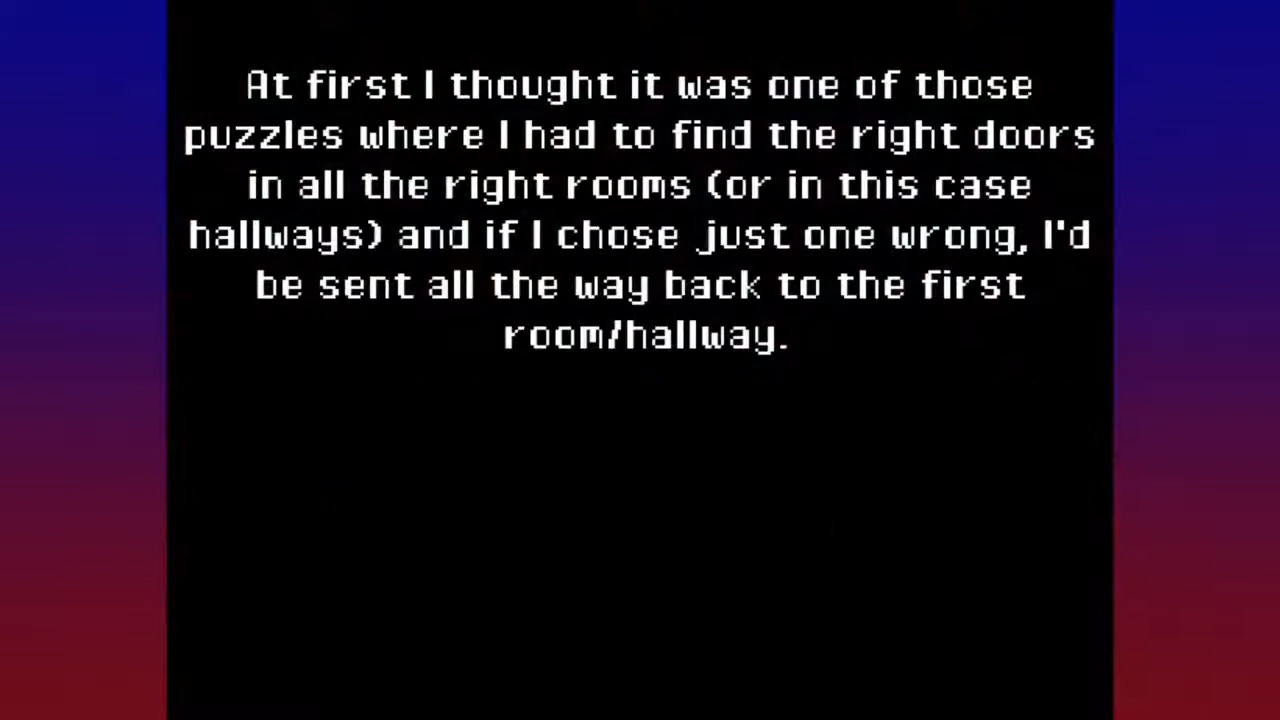 At first I thought it was one of those
puzzles where I had to find the right doors
in all the right rooms (or in this case
hallways) and if I chose just one wrong, I'd
be sent all the way back to the first
room/hallway.